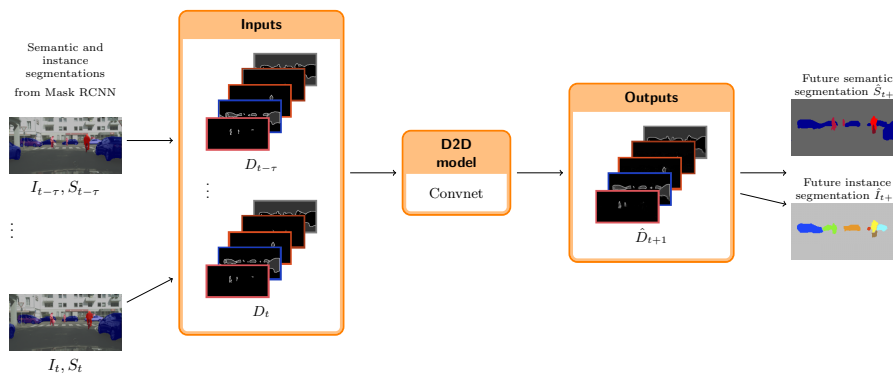 Semantic and
instance
segmentations
from Mask RCNN
I_{t-τ}, S_{t-τ}
⋮
I_t, S_t
Inputs
D_{t-τ}
⋮
D_t
D2D
model
Convnet
Outputs
D̂_{t+1}
Future semantic
segmentation Ŝ_{t+
Future instance
segmentation Î_{t+